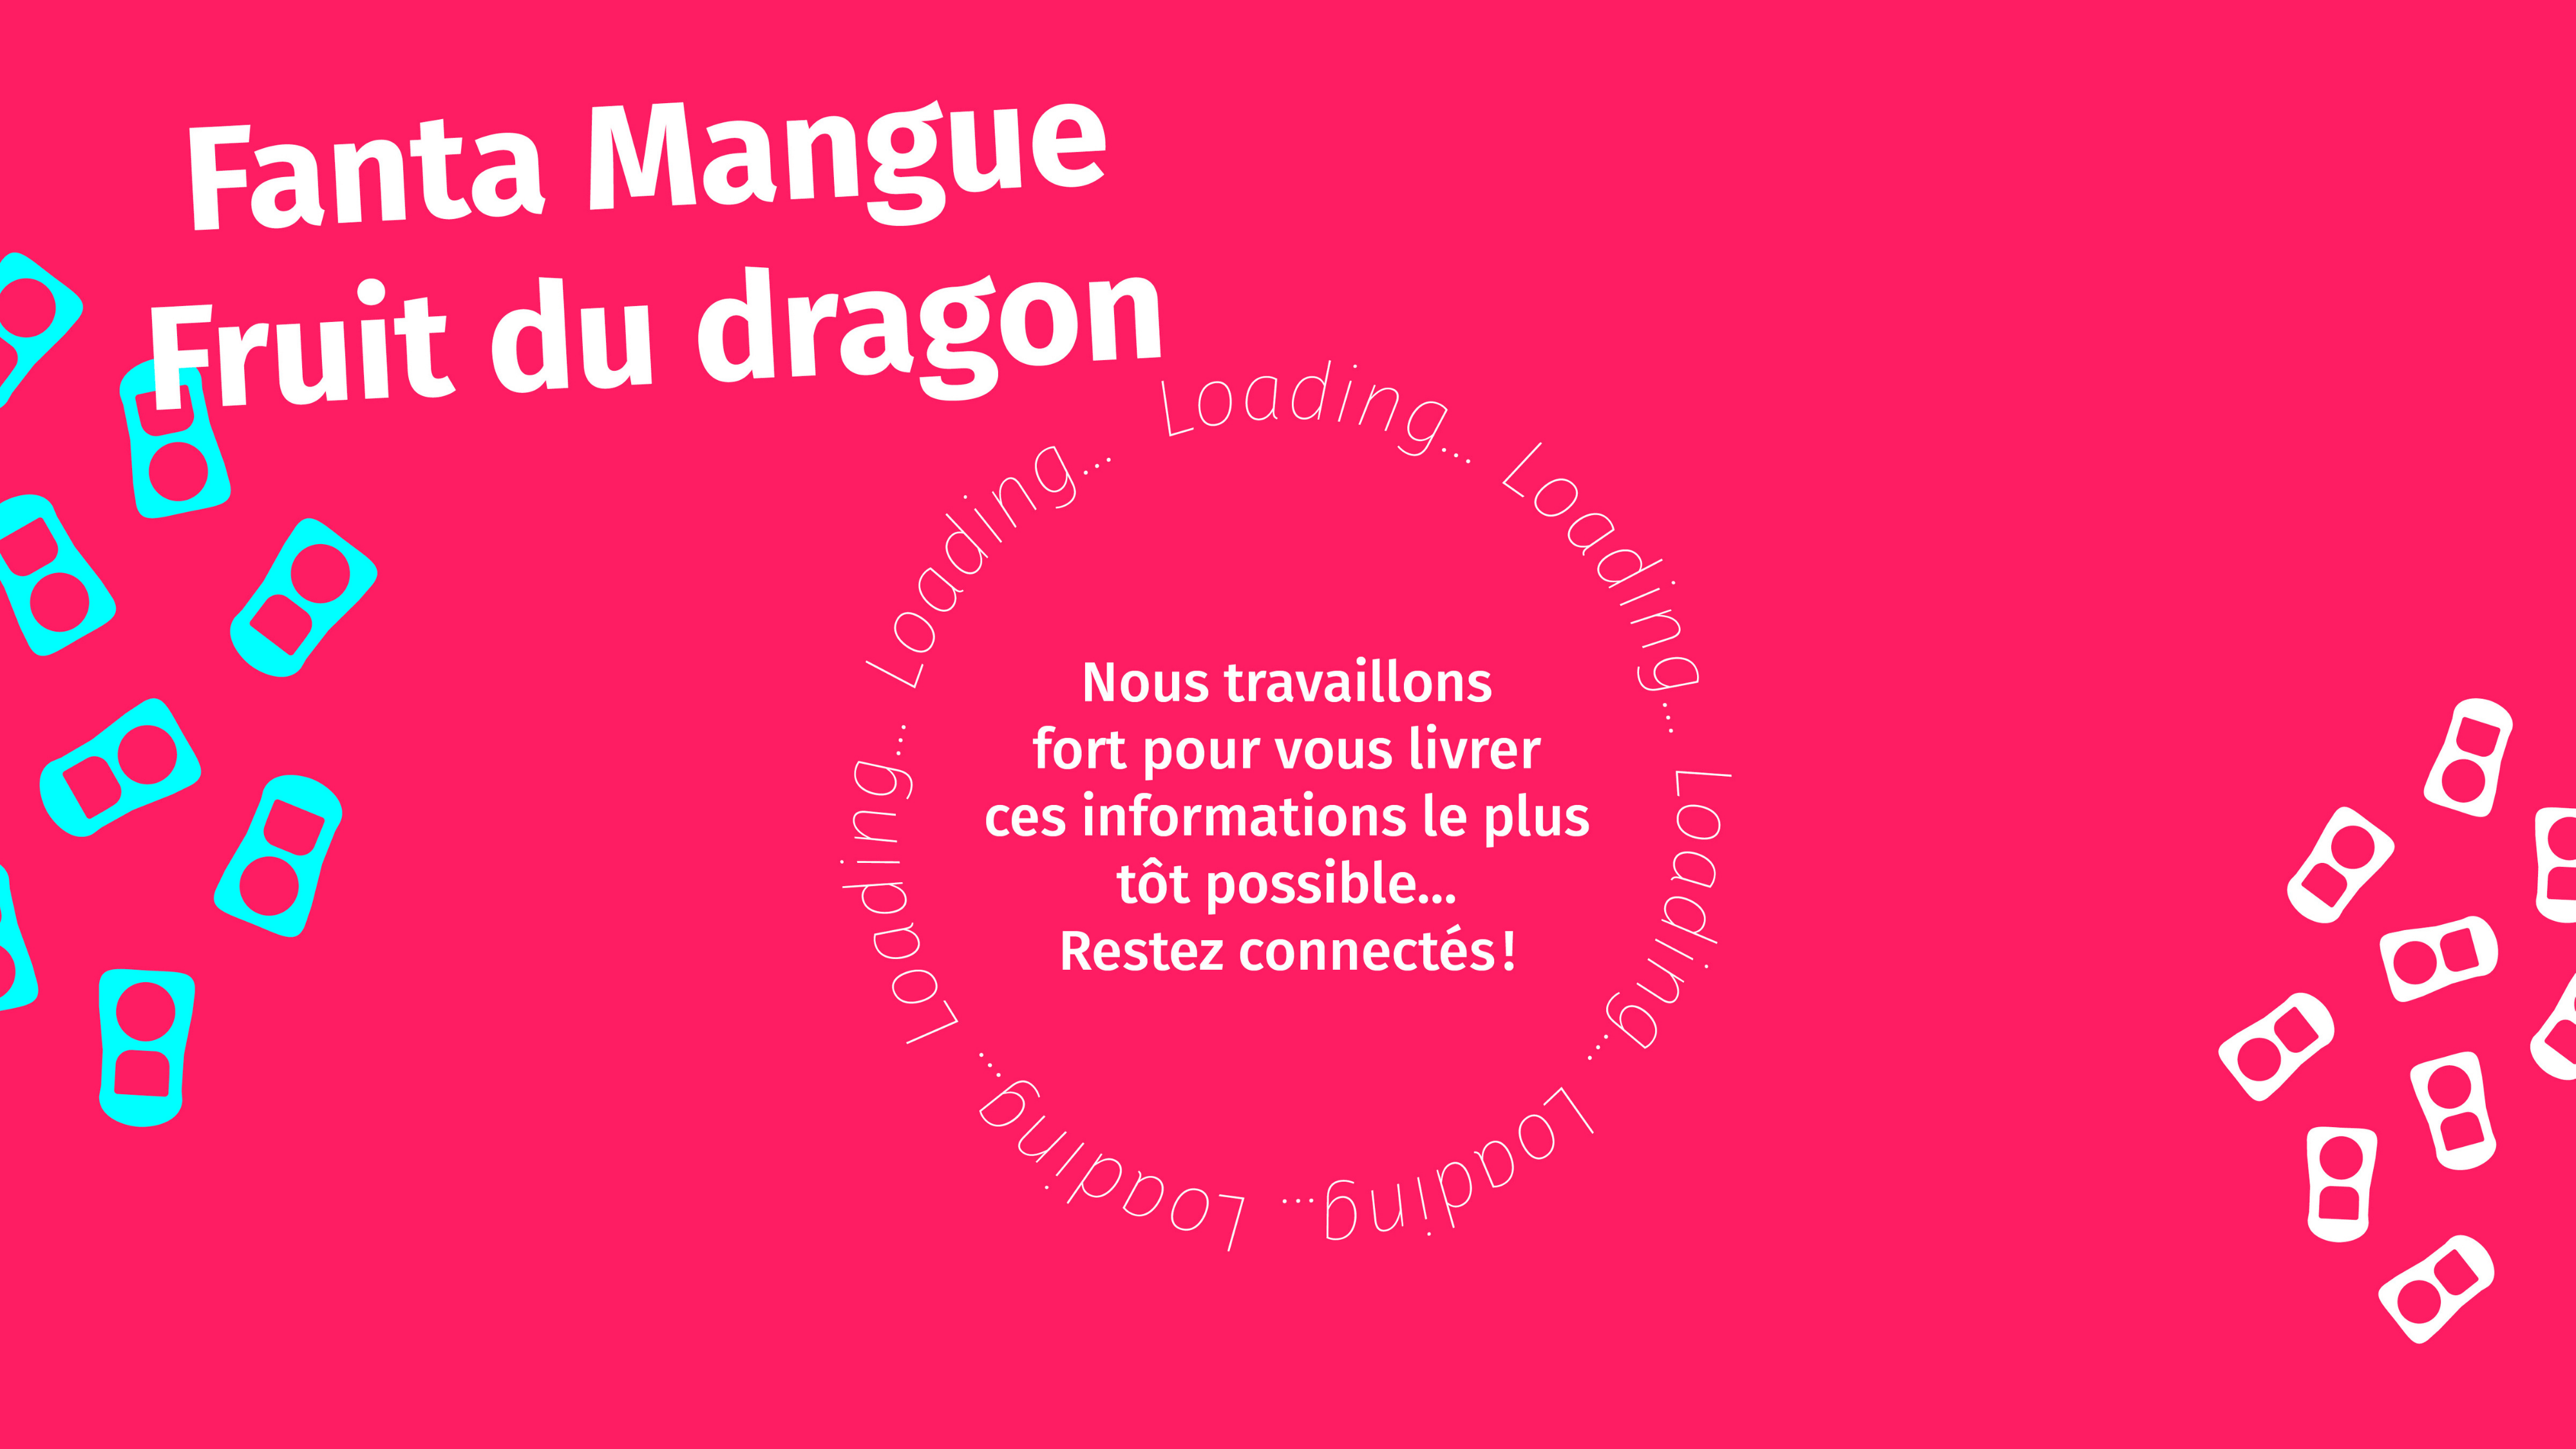 Fanta Mangue
Fruit du dragon
Loading... Loading... Loading... Loading... Loading... Loading... Loading...
Nous travaillons
fort pour vous livrer
ces informations le plus
tôt possible...
Restez connectés !